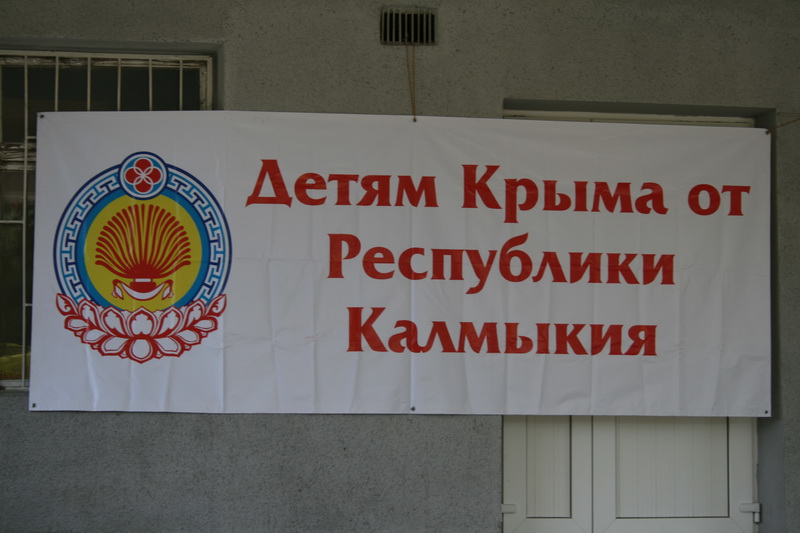 Детям Крыма от
Республики
Калмыкия